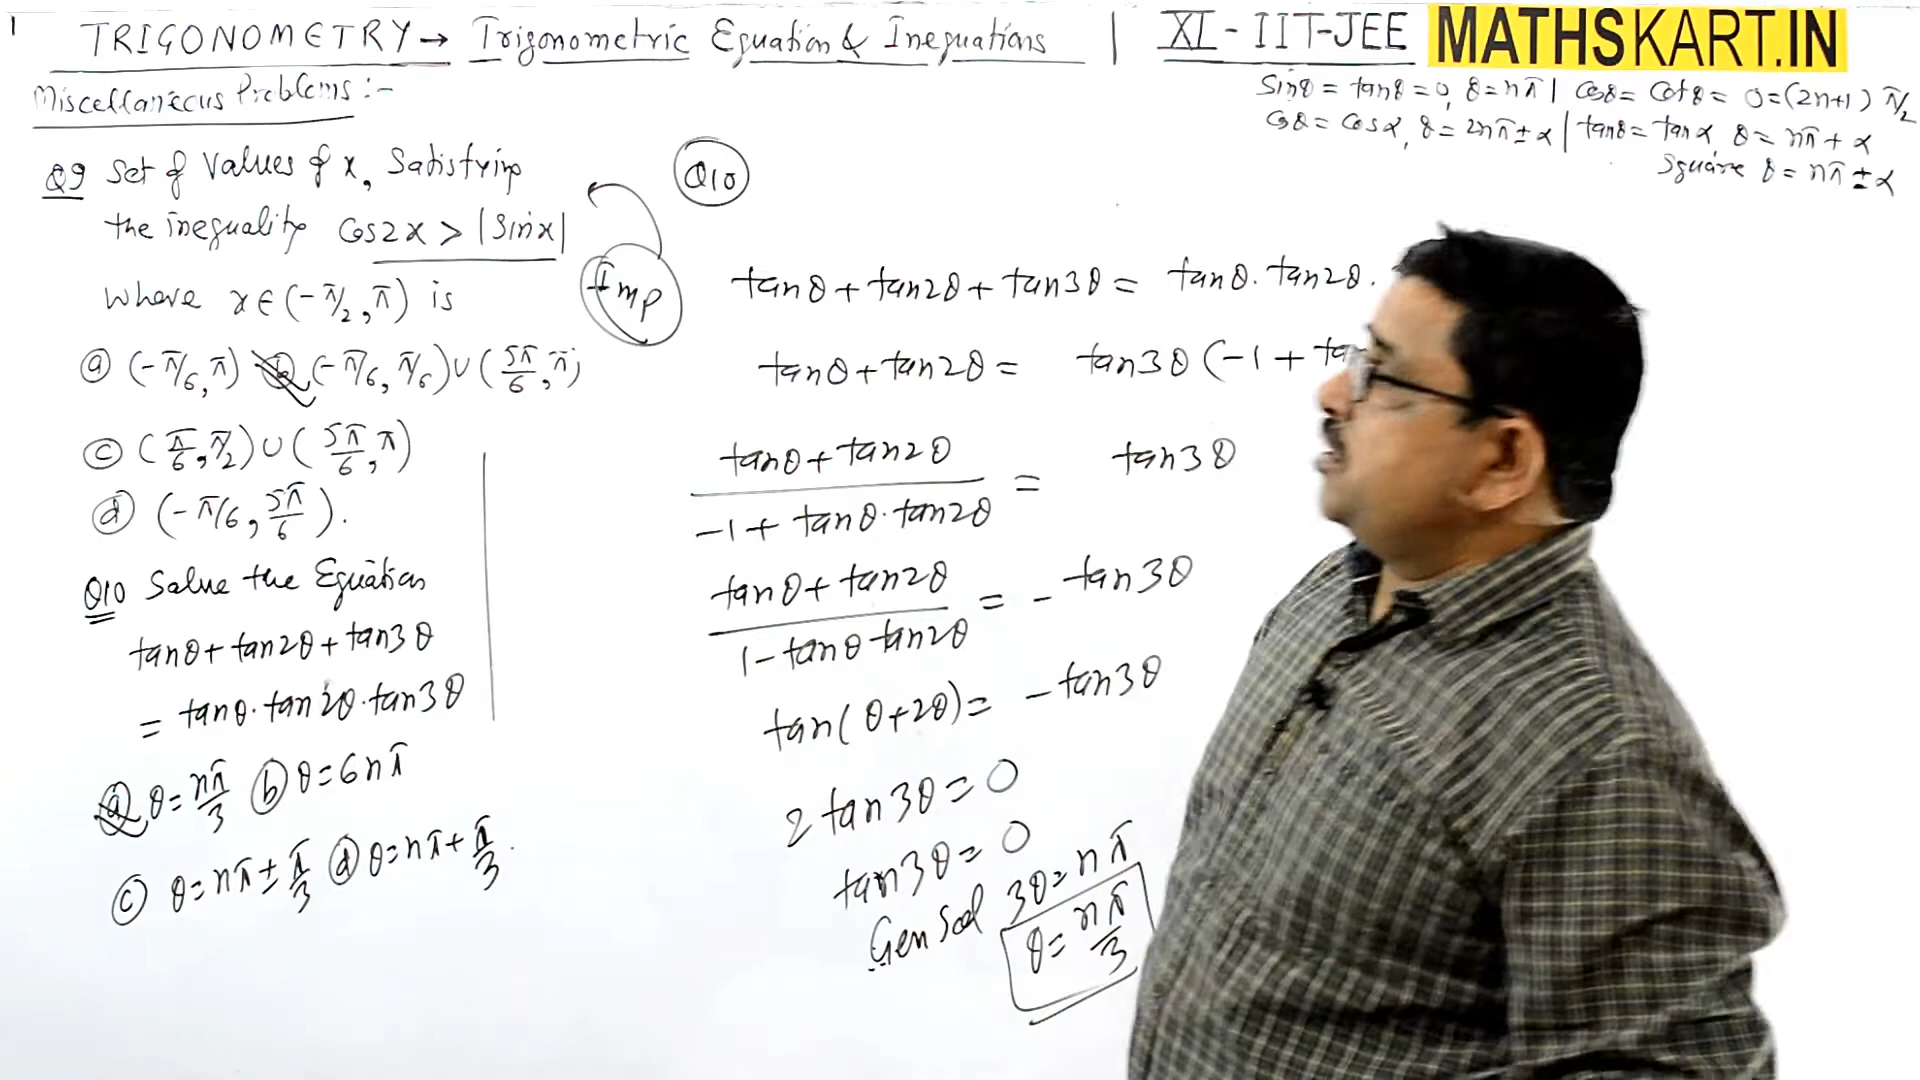 1
TRIGONOMETRY → Trigonometric Equation & Inequations | XI - IIT-JEE
MATHSKART.IN
Miscellaneous Problems :-
sinθ = tanθ = 0, θ = nπ | cosθ = cotθ = 0 = (2n+1) π/2
cosθ = cosα, θ = 2nπ ± α | tanθ = tanα, θ = nπ + α
square θ = nπ ± α
Q9 Set of Values of x, Satisfying
the inequality cos2x > |sinx|
where x ∈ (-π/2, π) is
Imp
(a) (-π/6, π) (b) (-π/6, π/6) ∪ (5π/6, π)
(c) (π/6, π/2) ∪ (5π/6, π)
(d) (-π/6, 5π/6).
Q10 Solve the Equation
tanθ + tan2θ + tan3θ
= tanθ · tan2θ · tan3θ
(a) θ = nπ/3 (b) θ = 6nπ
(c) θ = nπ ± π/3 (d) θ = nπ + π/3.
Q10
tanθ + tan2θ + tan3θ = tanθ · tan2θ ·
tanθ + tan2θ = tan3θ (-1 +
(tanθ + tan2θ)/(-1 + tanθ · tan2θ) = tan3θ
(tanθ + tan2θ)/(1 - tanθ tan2θ) = - tan3θ
tan(θ + 2θ) = - tan3θ
2 tan3θ = 0
tan3θ = 0
Gen Sol 3θ = nπ
θ = nπ/3